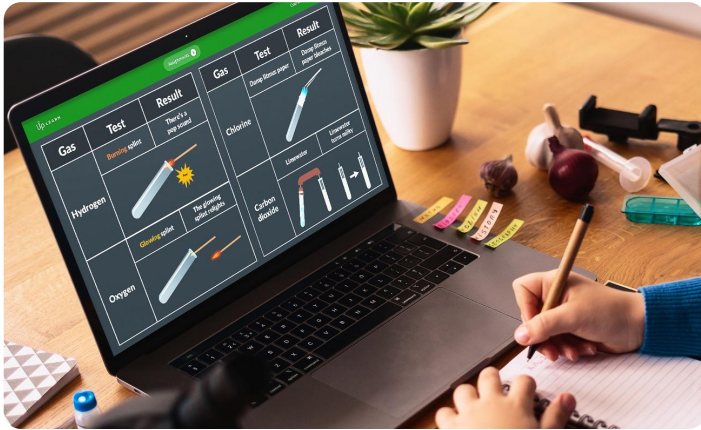 UpLearn
Gas
Test
Result
Hydrogen
Burning splint
There's a
pop sound
Oxygen
Glowing splint
The glowing
splint relights
Gas
Test
Result
Chlorine
Damp litmus paper
Damp litmus
paper bleaches
Carbon
dioxide
Limewater
Limewater
turns milky